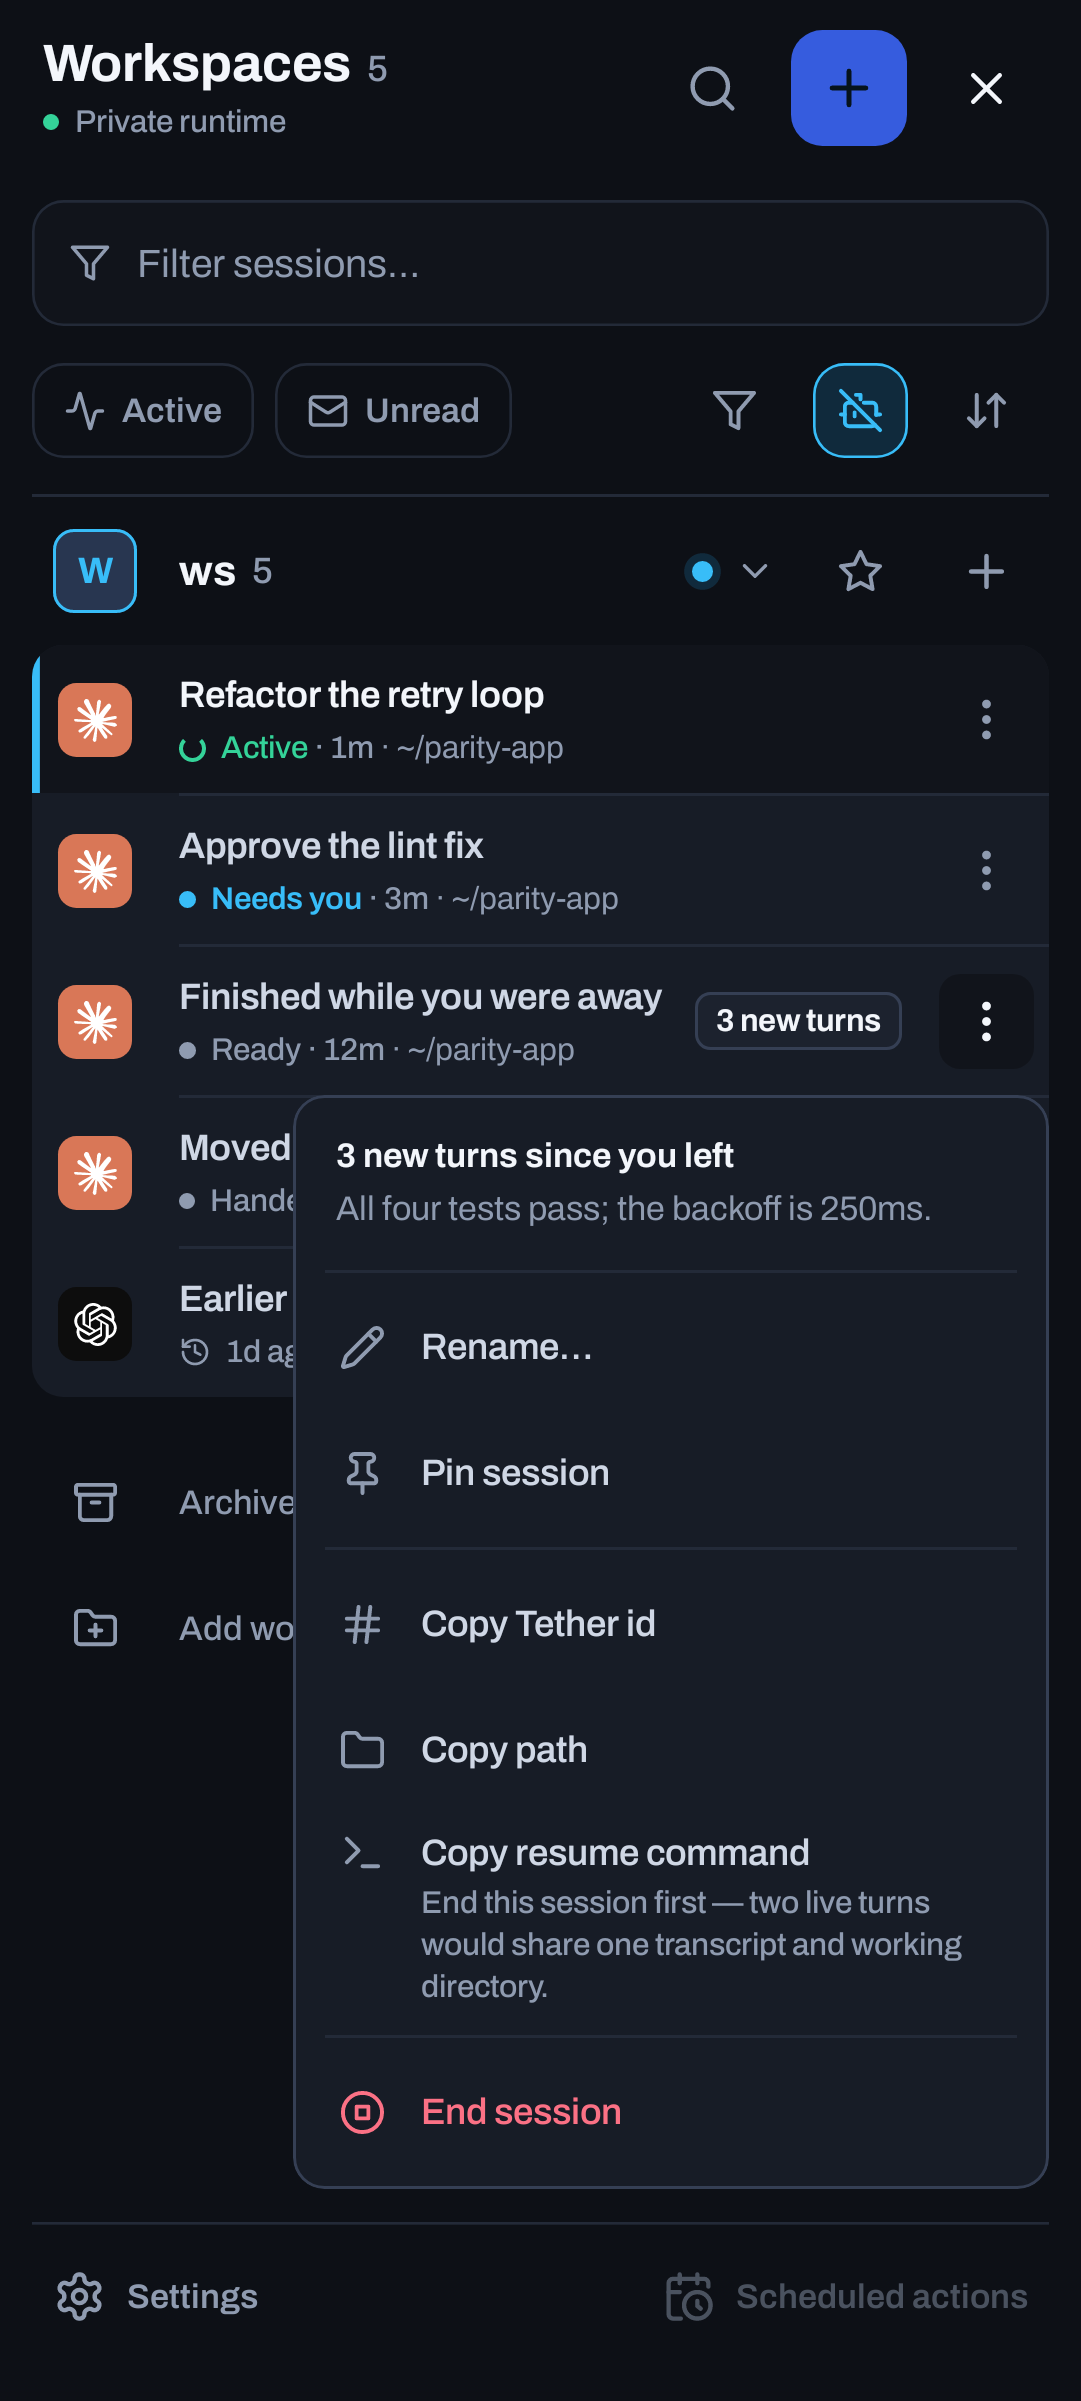 Workspaces 5
Private runtime
Filter sessions...
Active
Unread
W
ws 5
Refactor the retry loop
Active · 1m · ~/parity-app
Approve the lint fix
Needs you · 3m · ~/parity-app
Finished while you were away
3 new turns
Ready · 12m · ~/parity-app
Moved
Hande
Earlier
1d ag
Archive
Add wo
3 new turns since you left
All four tests pass; the backoff is 250ms.
Rename...
Pin session
Copy Tether id
Copy path
Copy resume command
End this session first — two live turns
would share one transcript and working
directory.
End session
Settings
Scheduled actions